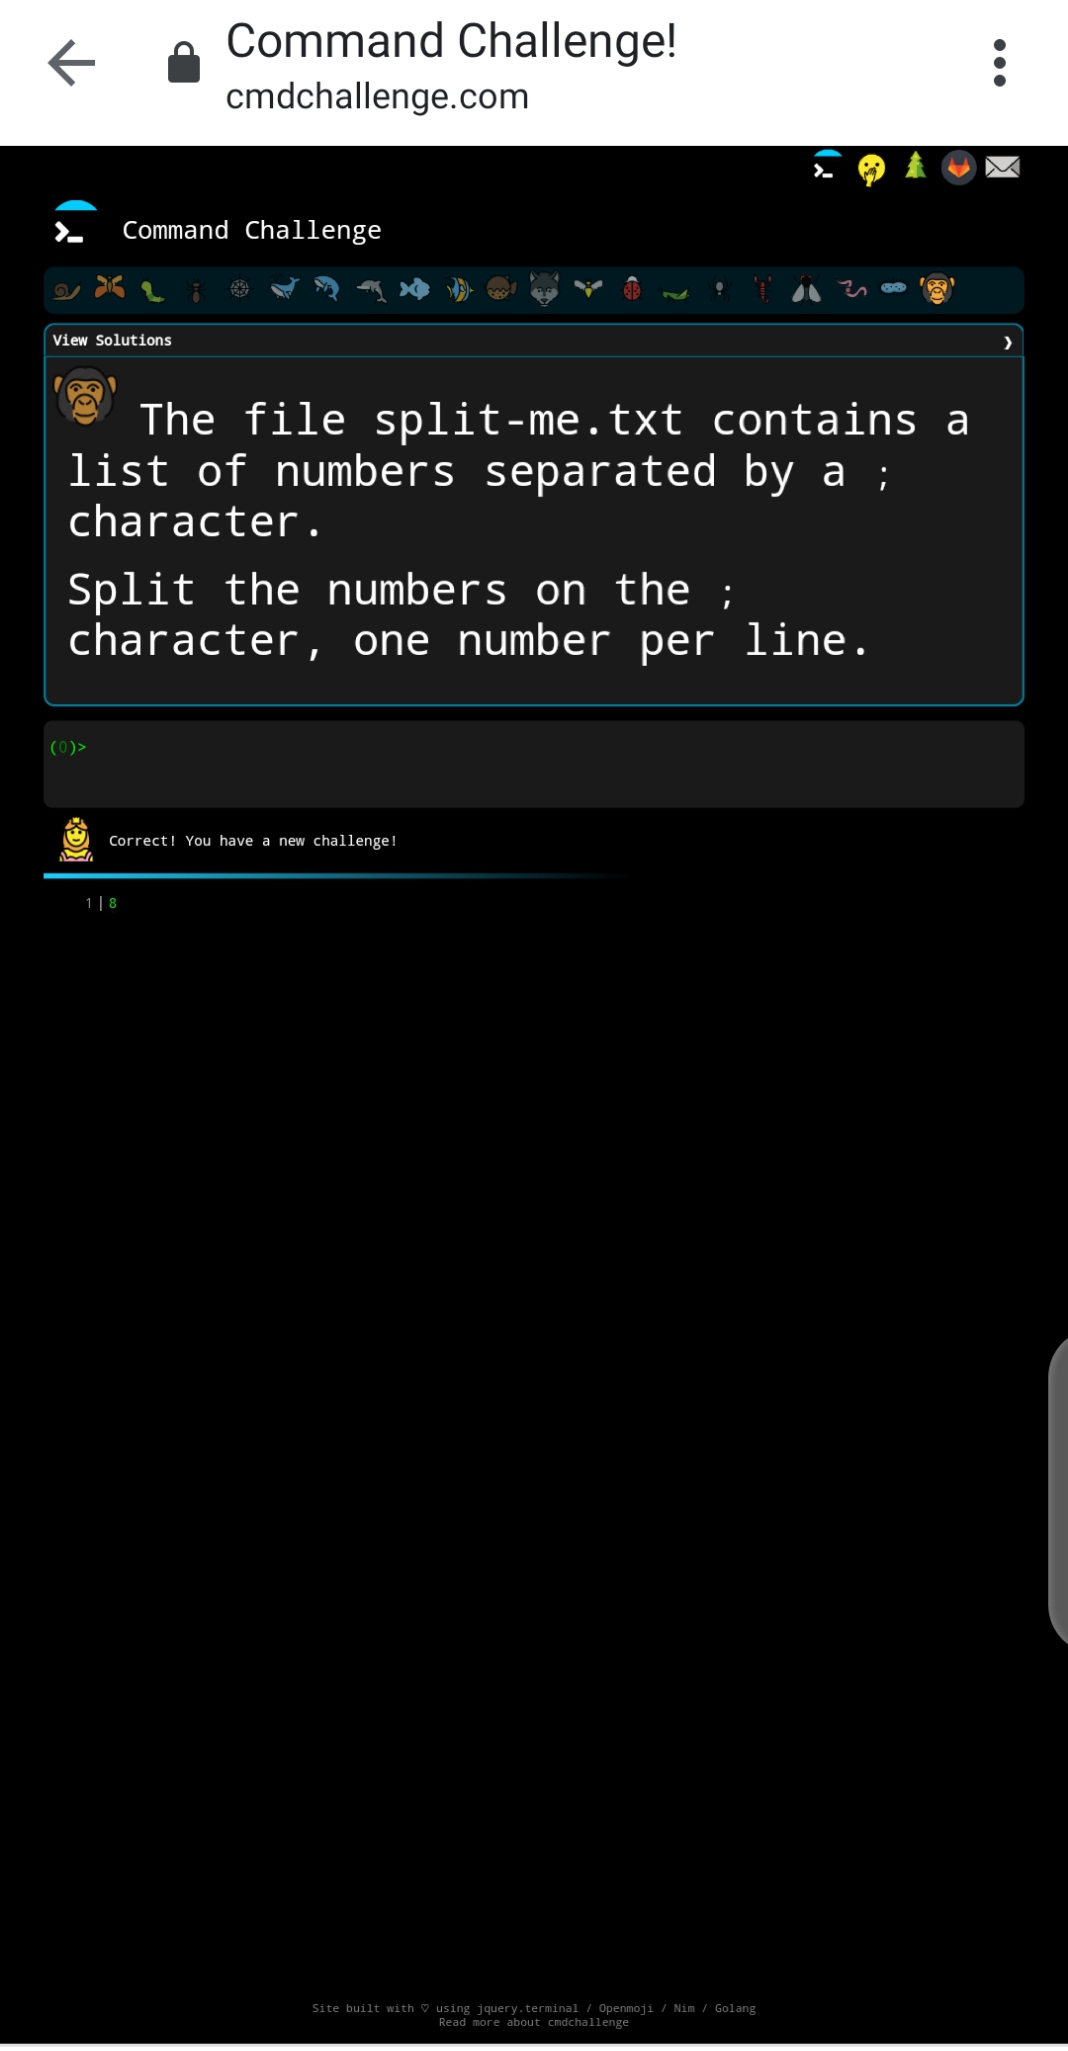 Command Challenge!
cmdchallenge.com
Command Challenge
View Solutions
The file split-me.txt contains a
list of numbers separated by a ;
character.
Split the numbers on the ;
character, one number per line.
(0)>
Correct! You have a new challenge!
1|8
Site built with ♡ using jquery.terminal / Openmoji / Nim / Golang
Read more about cmdchallenge